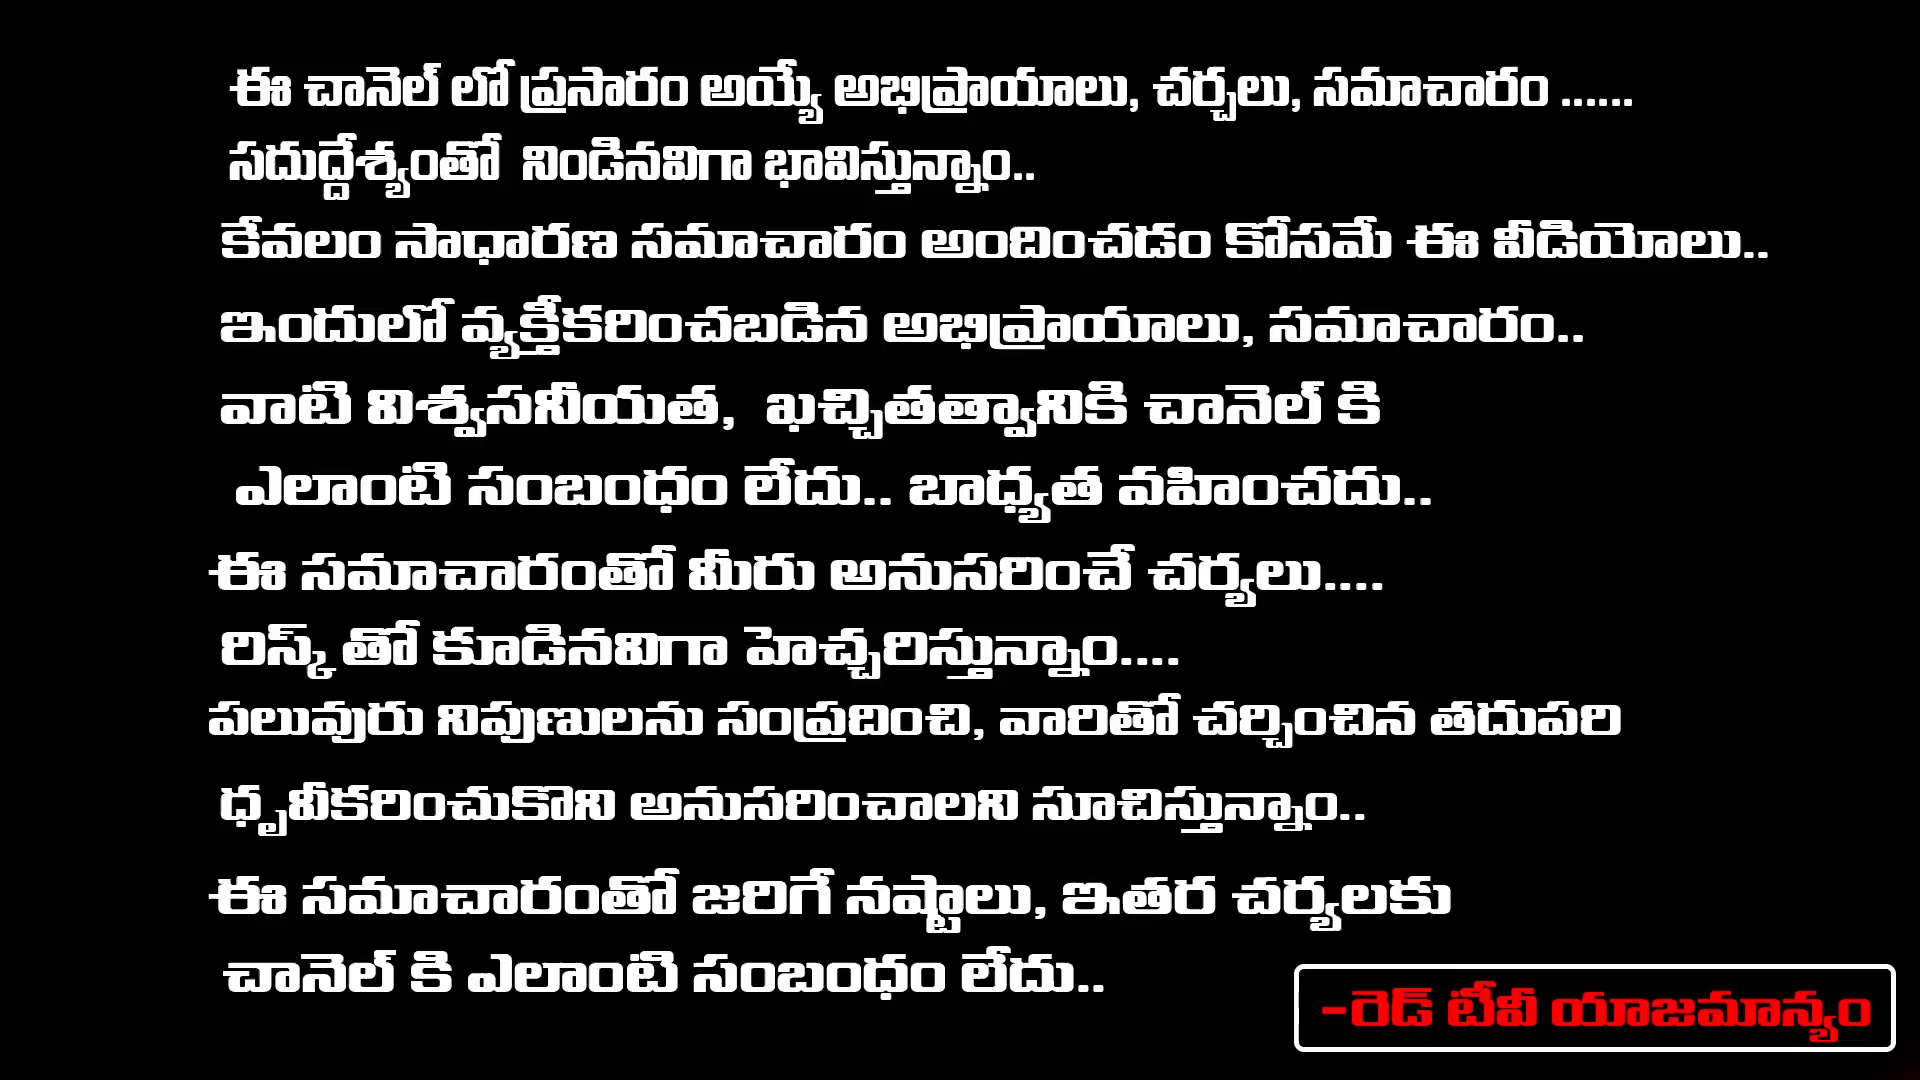 ఈ చానెల్ లో ప్రసారం అయ్యే అభిప్రాయాలు, చర్చలు, సమాచారం ......
సదుద్దేశ్యంతో నిండినవిగా భావిస్తున్నాం..
కేవలం సాధారణ సమాచారం అందించడం కోసమే ఈ వీడియోలు..
ఇందులో వ్యక్తీకరించబడిన అభిప్రాయాలు, సమాచారం..
వాటి విశ్వసనీయత, ఖచ్చితత్వానికి చానెల్ కి
ఎలాంటి సంబంధం లేదు.. బాధ్యత వహించదు..
ఈ సమాచారంతో మీరు అనుసరించే చర్యలు....
రిస్క్ తో కూడినవిగా హెచ్చరిస్తున్నాం....
పలువురు నిపుణులను సంప్రదించి, వారితో చర్చించిన తదుపరి
ధృవీకరించుకొని అనుసరించాలని సూచిస్తున్నాం..
ఈ సమాచారంతో జరిగే నష్టాలు, ఇతర చర్యలకు
చానెల్ కి ఎలాంటి సంబంధం లేదు..
-రెడ్ టీవీ యాజమాన్యం